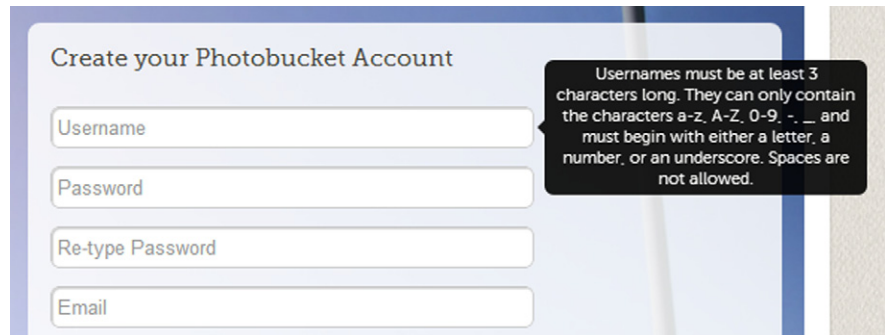 Create your Photobucket Account
Username
Password
Re-type Password
Email
Usernames must be at least 3
characters long. They can only contain
the characters a-z, A-Z, 0-9, -, _ and
must begin with either a letter, a
number, or an underscore. Spaces are
not allowed.